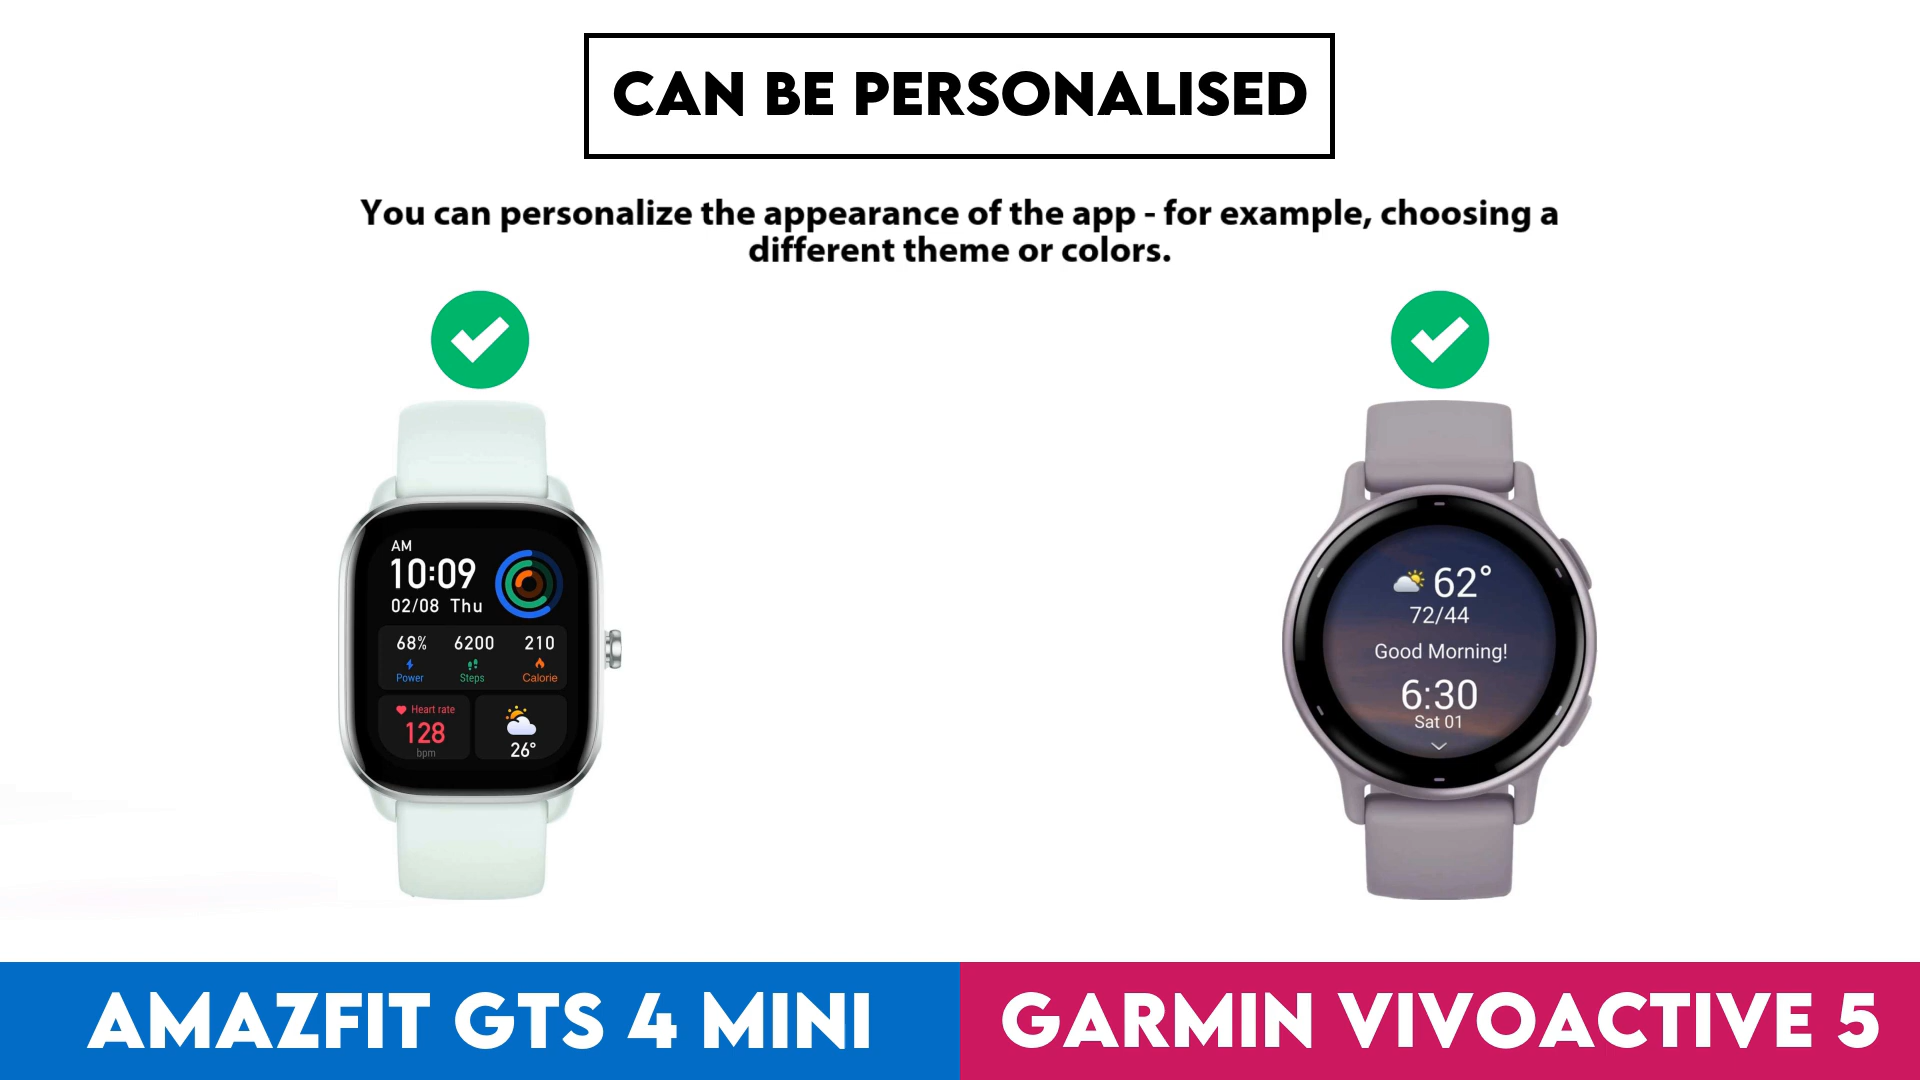 CAN BE PERSONALISED
You can personalize the appearance of the app - for example, choosing a
different theme or colors.
AM
10:09
02/08 Thu
68% 6200 210
Power Steps Calorie
Heart rate
128
bpm
26°
62°
72/44
Good Morning!
6:30
Sat 01
AMAZFIT GTS 4 MINI
GARMIN VIVOACTIVE 5